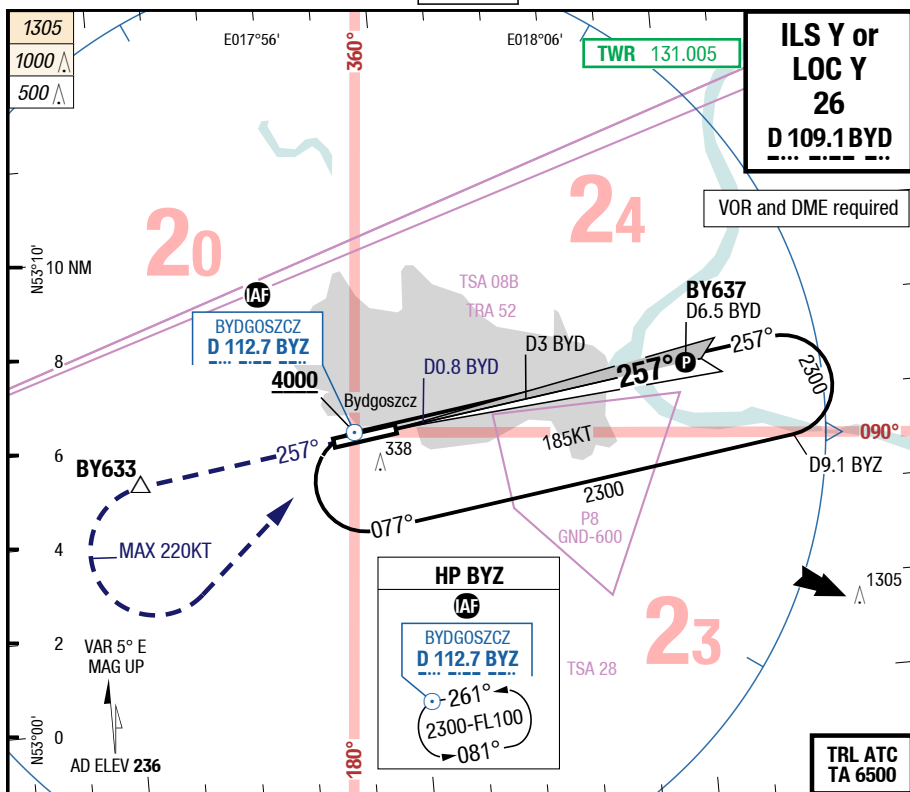 1305
1000
500
E017°56'
360°
E018°06'
TWR 131.005
ILS Y or
LOC Y
26
D 109.1 BYD
VOR and DME required
20
24
N53°10'
10 NM
IAF
TSA 08B
TRA 52
BYDGOSZCZ
D 112.7 BYZ
BY637
D6.5 BYD
D3 BYD
257°
8
D0.8 BYD
257°
P
2300
4000
Bydgoszcz
185KT
090°
338
257°
6
BY633
D9.1 BYZ
2300
077°
P8
GND-600
4
MAX 220KT
1305
HP BYZ
IAF
BYDGOSZCZ
D 112.7 BYZ
261°
2300-FL100
081°
23
TSA 28
2
VAR 5° E
MAG UP
N53°00'
0
AD ELEV 236
180°
TRL ATC
TA 6500